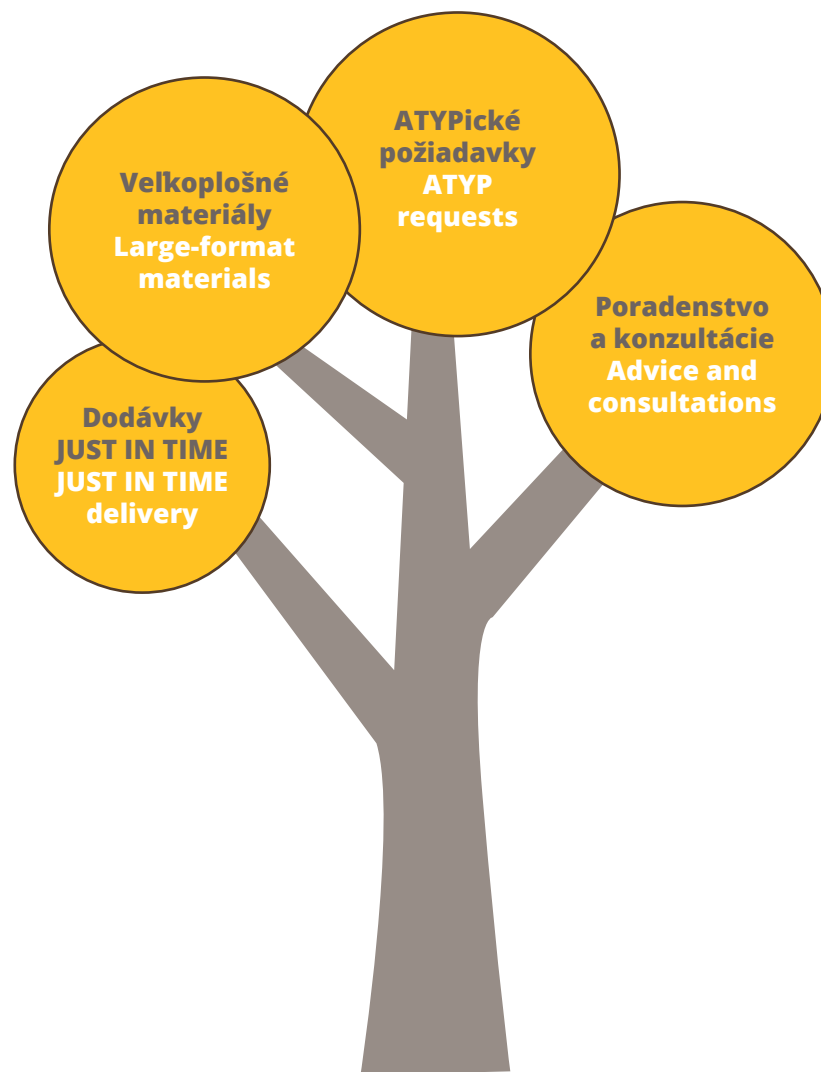 ATYPické
požiadavky
ATYP
requests
Veľkoplošné
materiály
Large-format
materials
Poradenstvo
a konzultácie
Advice and
consultations
Dodávky
JUST IN TIME
JUST IN TIME
delivery